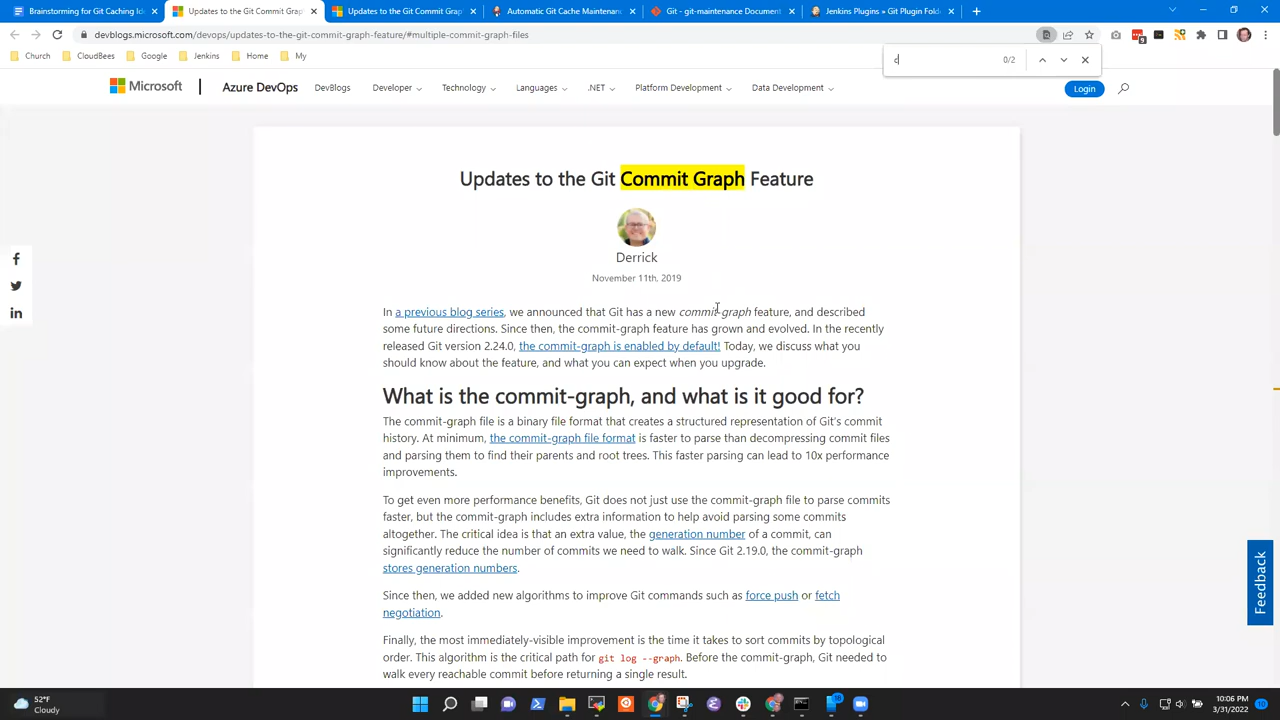 Brainstorming for Git Caching Ide
Updates to the Git Commit Graph
Updates to the Git Commit Grap
Automatic Git Cache Maintenanc
Git - git-maintenance Document
Jenkins Plugins » Git Plugin Fold
devblogs.microsoft.com/devops/updates-to-the-git-commit-graph-feature/#multiple-commit-graph-files
9
Church
CloudBees
Google
Jenkins
Home
My
c
0/2
Microsoft
Azure DevOps
DevBlogs
Developer
Technology
Languages
.NET
Platform Development
Data Development
Login
Updates to the Git Commit Graph Feature
Derrick
November 11th, 2019
In a previous blog series, we announced that Git has a new commit-graph feature, and described
some future directions. Since then, the commit-graph feature has grown and evolved. In the recently
released Git version 2.24.0, the commit-graph is enabled by default! Today, we discuss what you
should know about the feature, and what you can expect when you upgrade.
What is the commit-graph, and what is it good for?
The commit-graph file is a binary file format that creates a structured representation of Git's commit
history. At minimum, the commit-graph file format is faster to parse than decompressing commit files
and parsing them to find their parents and root trees. This faster parsing can lead to 10x performance
improvements.
To get even more performance benefits, Git does not just use the commit-graph file to parse commits
faster, but the commit-graph includes extra information to help avoid parsing some commits
altogether. The critical idea is that an extra value, the generation number of a commit, can
significantly reduce the number of commits we need to walk. Since Git 2.19.0, the commit-graph
stores generation numbers.
Since then, we added new algorithms to improve Git commands such as force push or fetch
negotiation.
Finally, the most immediately-visible improvement is the time it takes to sort commits by topological
order. This algorithm is the critical path for git log --graph. Before the commit-graph, Git needed to
walk every reachable commit before returning a single result.
Feedback
52°F
Cloudy
10:06 PM
3/31/2022